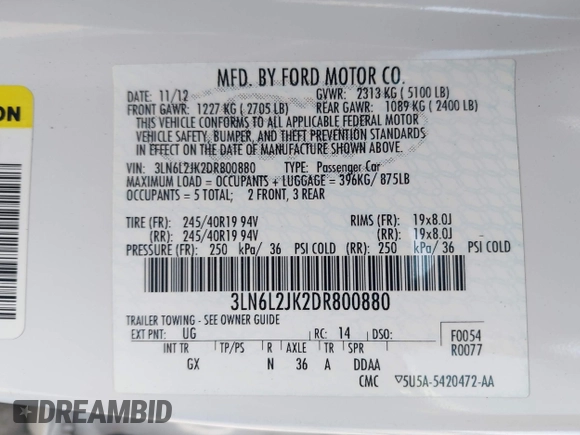 ON
MFD. BY FORD MOTOR CO.
DATE: 11/12 GVWR: 2313 KG ( 5100 LB)
FRONT GAWR: 1227 KG ( 2705 LB) REAR GAWR: 1089 KG ( 2400 LB)
THIS VEHICLE CONFORMS TO ALL APPLICABLE FEDERAL MOTOR
VEHICLE SAFETY, BUMPER, AND THEFT PREVENTION STANDARDS
IN EFFECT ON THE DATE OF MANUFACTURE SHOWN ABOVE.
VIN: 3LN6L2JK2DR800880 TYPE: Passenger Car
MAXIMUM LOAD = OCCUPANTS + LUGGAGE = 396KG/ 875LB
OCCUPANTS = 5 TOTAL; 2 FRONT, 3 REAR
TIRE (FR): 245/40R19 94V RIMS (FR): 19x8.0J
(RR): 245/40R19 94V (RR): 19x8.0J
PRESSURE (FR): 250 kPa/ 36 PSI COLD (RR): 250 kPa/ 36 PSI COLD
3LN6L2JK2DR800880
TRAILER TOWING - SEE OWNER GUIDE
EXT PNT: UG RC: 14 DSO: F0054
R0077
INT TR TP/PS R AXLE TR SPR
GX N 36 A DDAA
CMC ▽5U5A-5420472-AA
DREAMBID